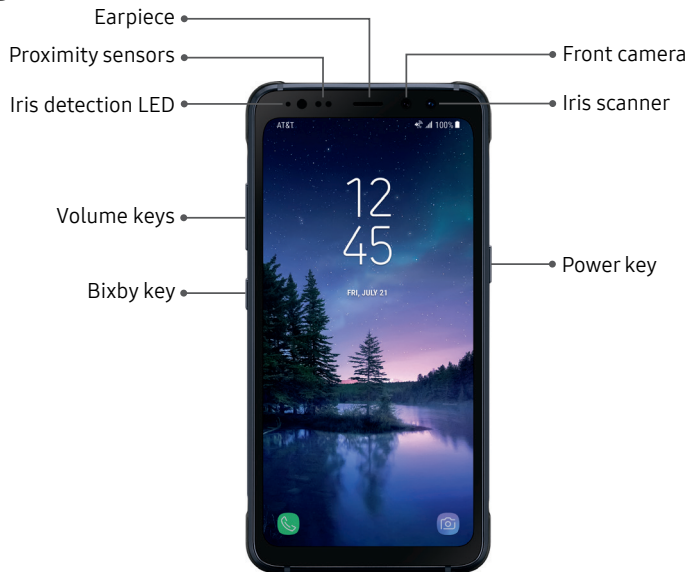 Earpiece
Proximity sensors
Front camera
Iris detection LED
Iris scanner
AT&T
100%
12
45
Volume keys
Power key
Bixby key
FRI, JULY 21